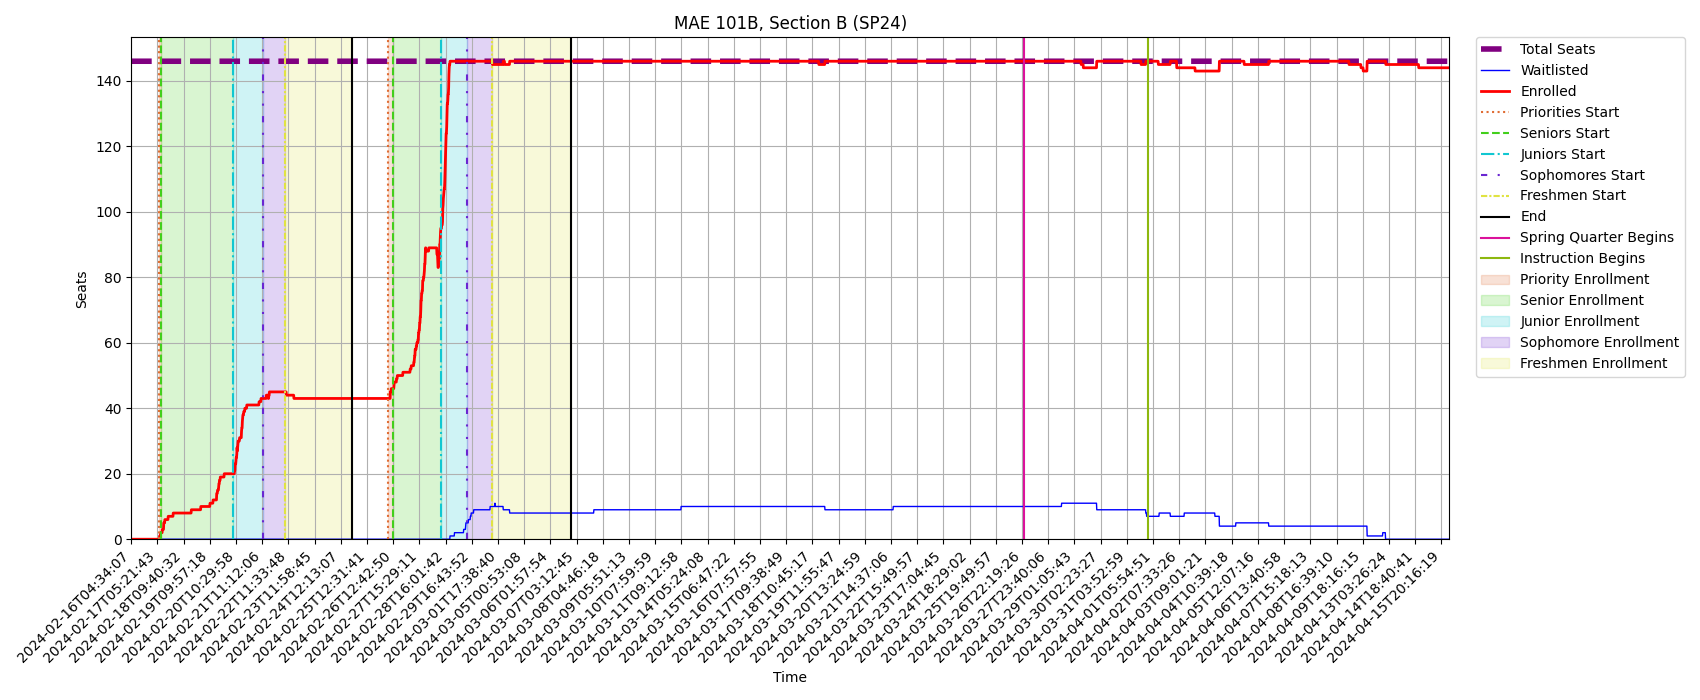 MAE 101B, Section B (SP24)
Seats
140
120
100
80
60
40
20
0
2024-02-16T04:34:07
2024-02-17T05:21:43
2024-02-18T09:40:32
2024-02-19T09:57:18
2024-02-20T10:29:58
2024-02-21T11:12:06
2024-02-22T11:33:48
2024-02-23T11:58:45
2024-02-24T12:13:07
2024-02-25T12:31:41
2024-02-26T12:42:50
2024-02-27T15:29:11
2024-02-28T16:01:42
2024-02-29T16:43:52
2024-03-01T17:38:40
2024-03-05T00:53:08
2024-03-06T01:57:54
2024-03-07T03:12:45
2024-03-08T04:46:18
2024-03-09T05:51:13
2024-03-10T07:59:59
2024-03-11T09:12:58
2024-03-14T05:24:08
2024-03-15T06:47:22
2024-03-16T07:57:55
2024-03-17T09:38:49
2024-03-18T10:45:17
2024-03-19T11:55:47
2024-03-20T13:24:59
2024-03-21T14:37:06
2024-03-22T15:49:57
2024-03-23T17:04:45
2024-03-24T18:29:02
2024-03-25T19:49:57
2024-03-26T22:19:26
2024-03-27T23:40:06
2024-03-29T01:05:43
2024-03-30T02:23:27
2024-03-31T03:52:59
2024-04-01T05:54:51
2024-04-02T07:33:26
2024-04-03T09:01:21
2024-04-04T10:39:18
2024-04-05T12:07:16
2024-04-06T13:40:58
2024-04-07T15:18:13
2024-04-08T16:39:10
2024-04-09T18:16:15
2024-04-13T03:26:24
2024-04-14T18:40:41
2024-04-15T20:16:19
Time
Total Seats
Waitlisted
Enrolled
Priorities Start
Seniors Start
Juniors Start
Sophomores Start
Freshmen Start
End
Spring Quarter Begins
Instruction Begins
Priority Enrollment
Senior Enrollment
Junior Enrollment
Sophomore Enrollment
Freshmen Enrollment